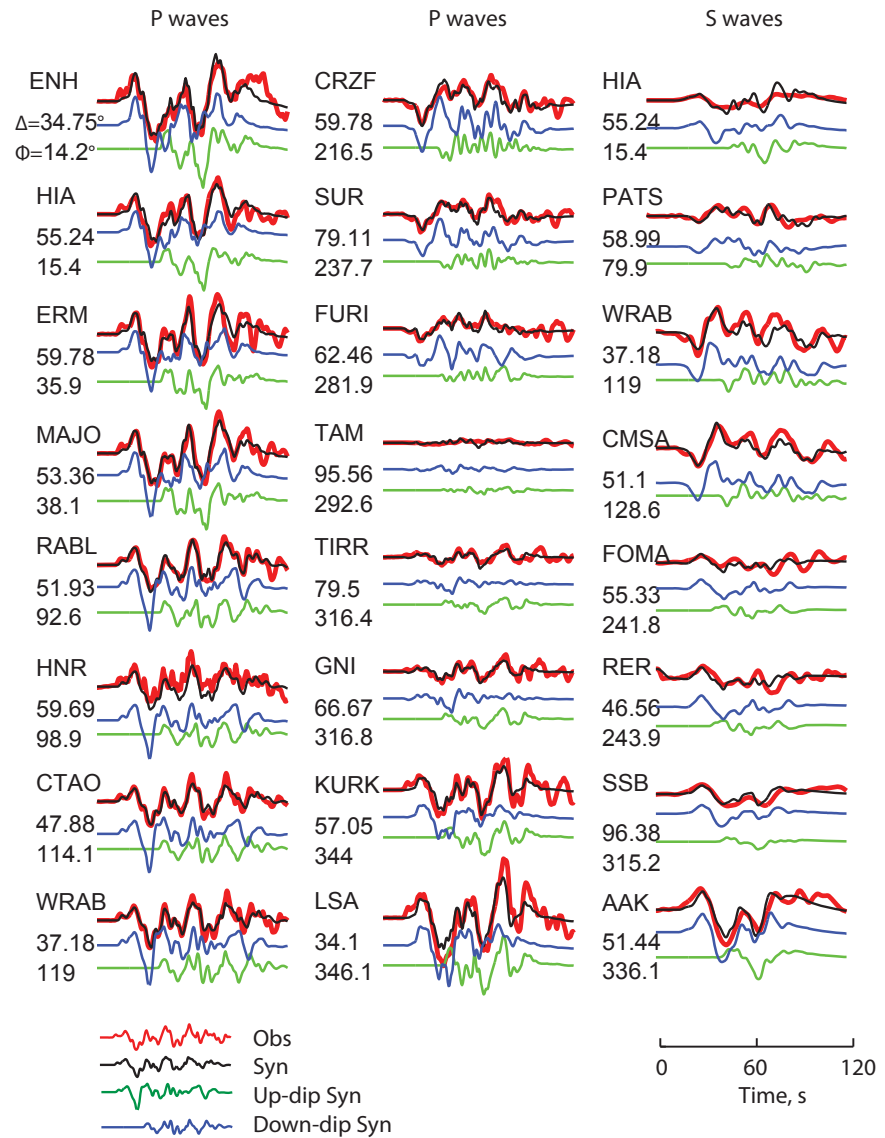 P waves
P waves
S waves
ENH
Δ=34.75°
Φ=14.2°
HIA
55.24
15.4
ERM
59.78
35.9
MAJO
53.36
38.1
RABL
51.93
92.6
HNR
59.69
98.9
CTAO
47.88
114.1
WRAB
37.18
119
CRZF
59.78
216.5
SUR
79.11
237.7
FURI
62.46
281.9
TAM
95.56
292.6
TIRR
79.5
316.4
GNI
66.67
316.8
KURK
57.05
344
LSA
34.1
346.1
HIA
55.24
15.4
PATS
58.99
79.9
WRAB
37.18
119
CMSA
51.1
128.6
FOMA
55.33
241.8
RER
46.56
243.9
SSB
96.38
315.2
AAK
51.44
336.1
Obs
Syn
Up-dip Syn
Down-dip Syn
0 60 120
Time, s